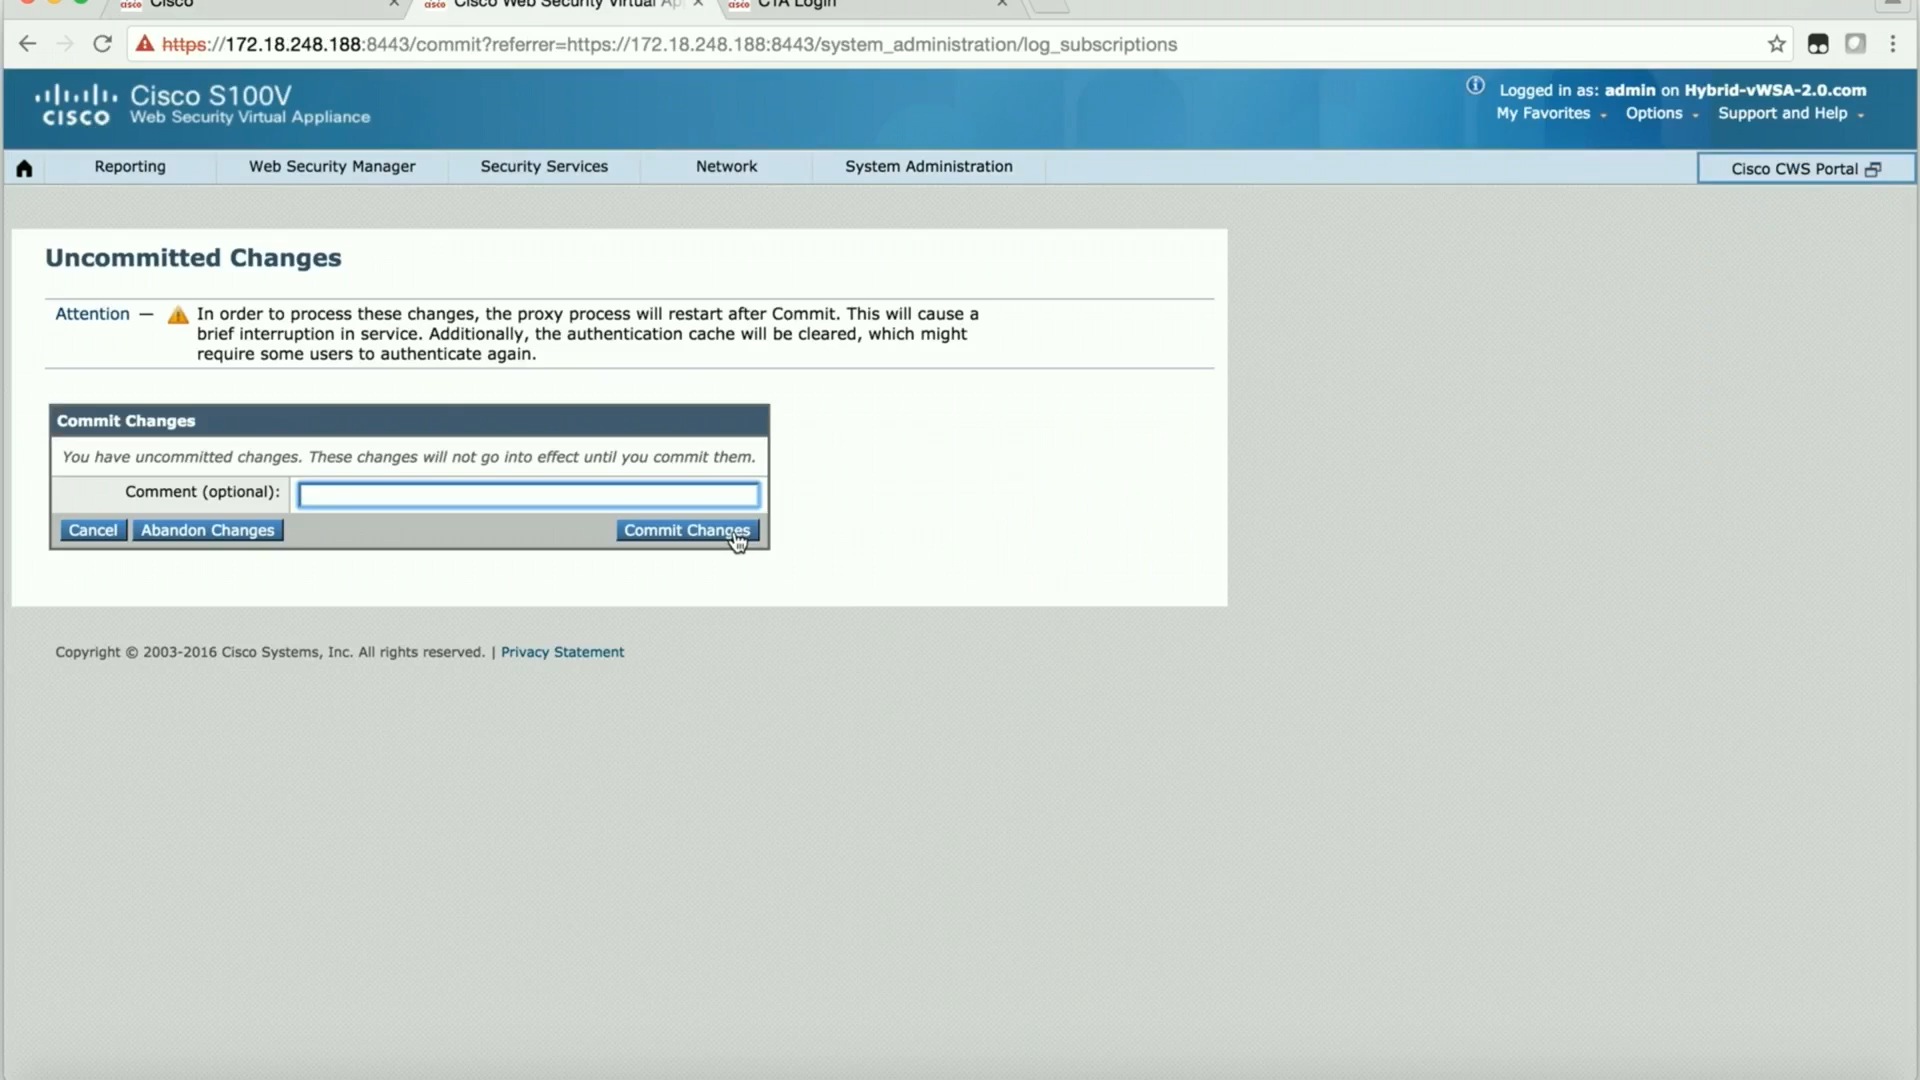 Cisco
Cisco Web Security Virtual Ap
CTA Login
https://172.18.248.188:8443/commit?referrer=https://172.18.248.188:8443/system_administration/log_subscriptions
CISCO
Cisco S100V
Web Security Virtual Appliance
Logged in as: admin on Hybrid-vWSA-2.0.com
My Favorites Options Support and Help
Reporting
Web Security Manager
Security Services
Network
System Administration
Cisco CWS Portal
Uncommitted Changes
Attention — In order to process these changes, the proxy process will restart after Commit. This will cause a
brief interruption in service. Additionally, the authentication cache will be cleared, which might
require some users to authenticate again.
Commit Changes
You have uncommitted changes. These changes will not go into effect until you commit them.
Comment (optional):
Cancel
Abandon Changes
Commit Changes
Copyright © 2003-2016 Cisco Systems, Inc. All rights reserved. | Privacy Statement